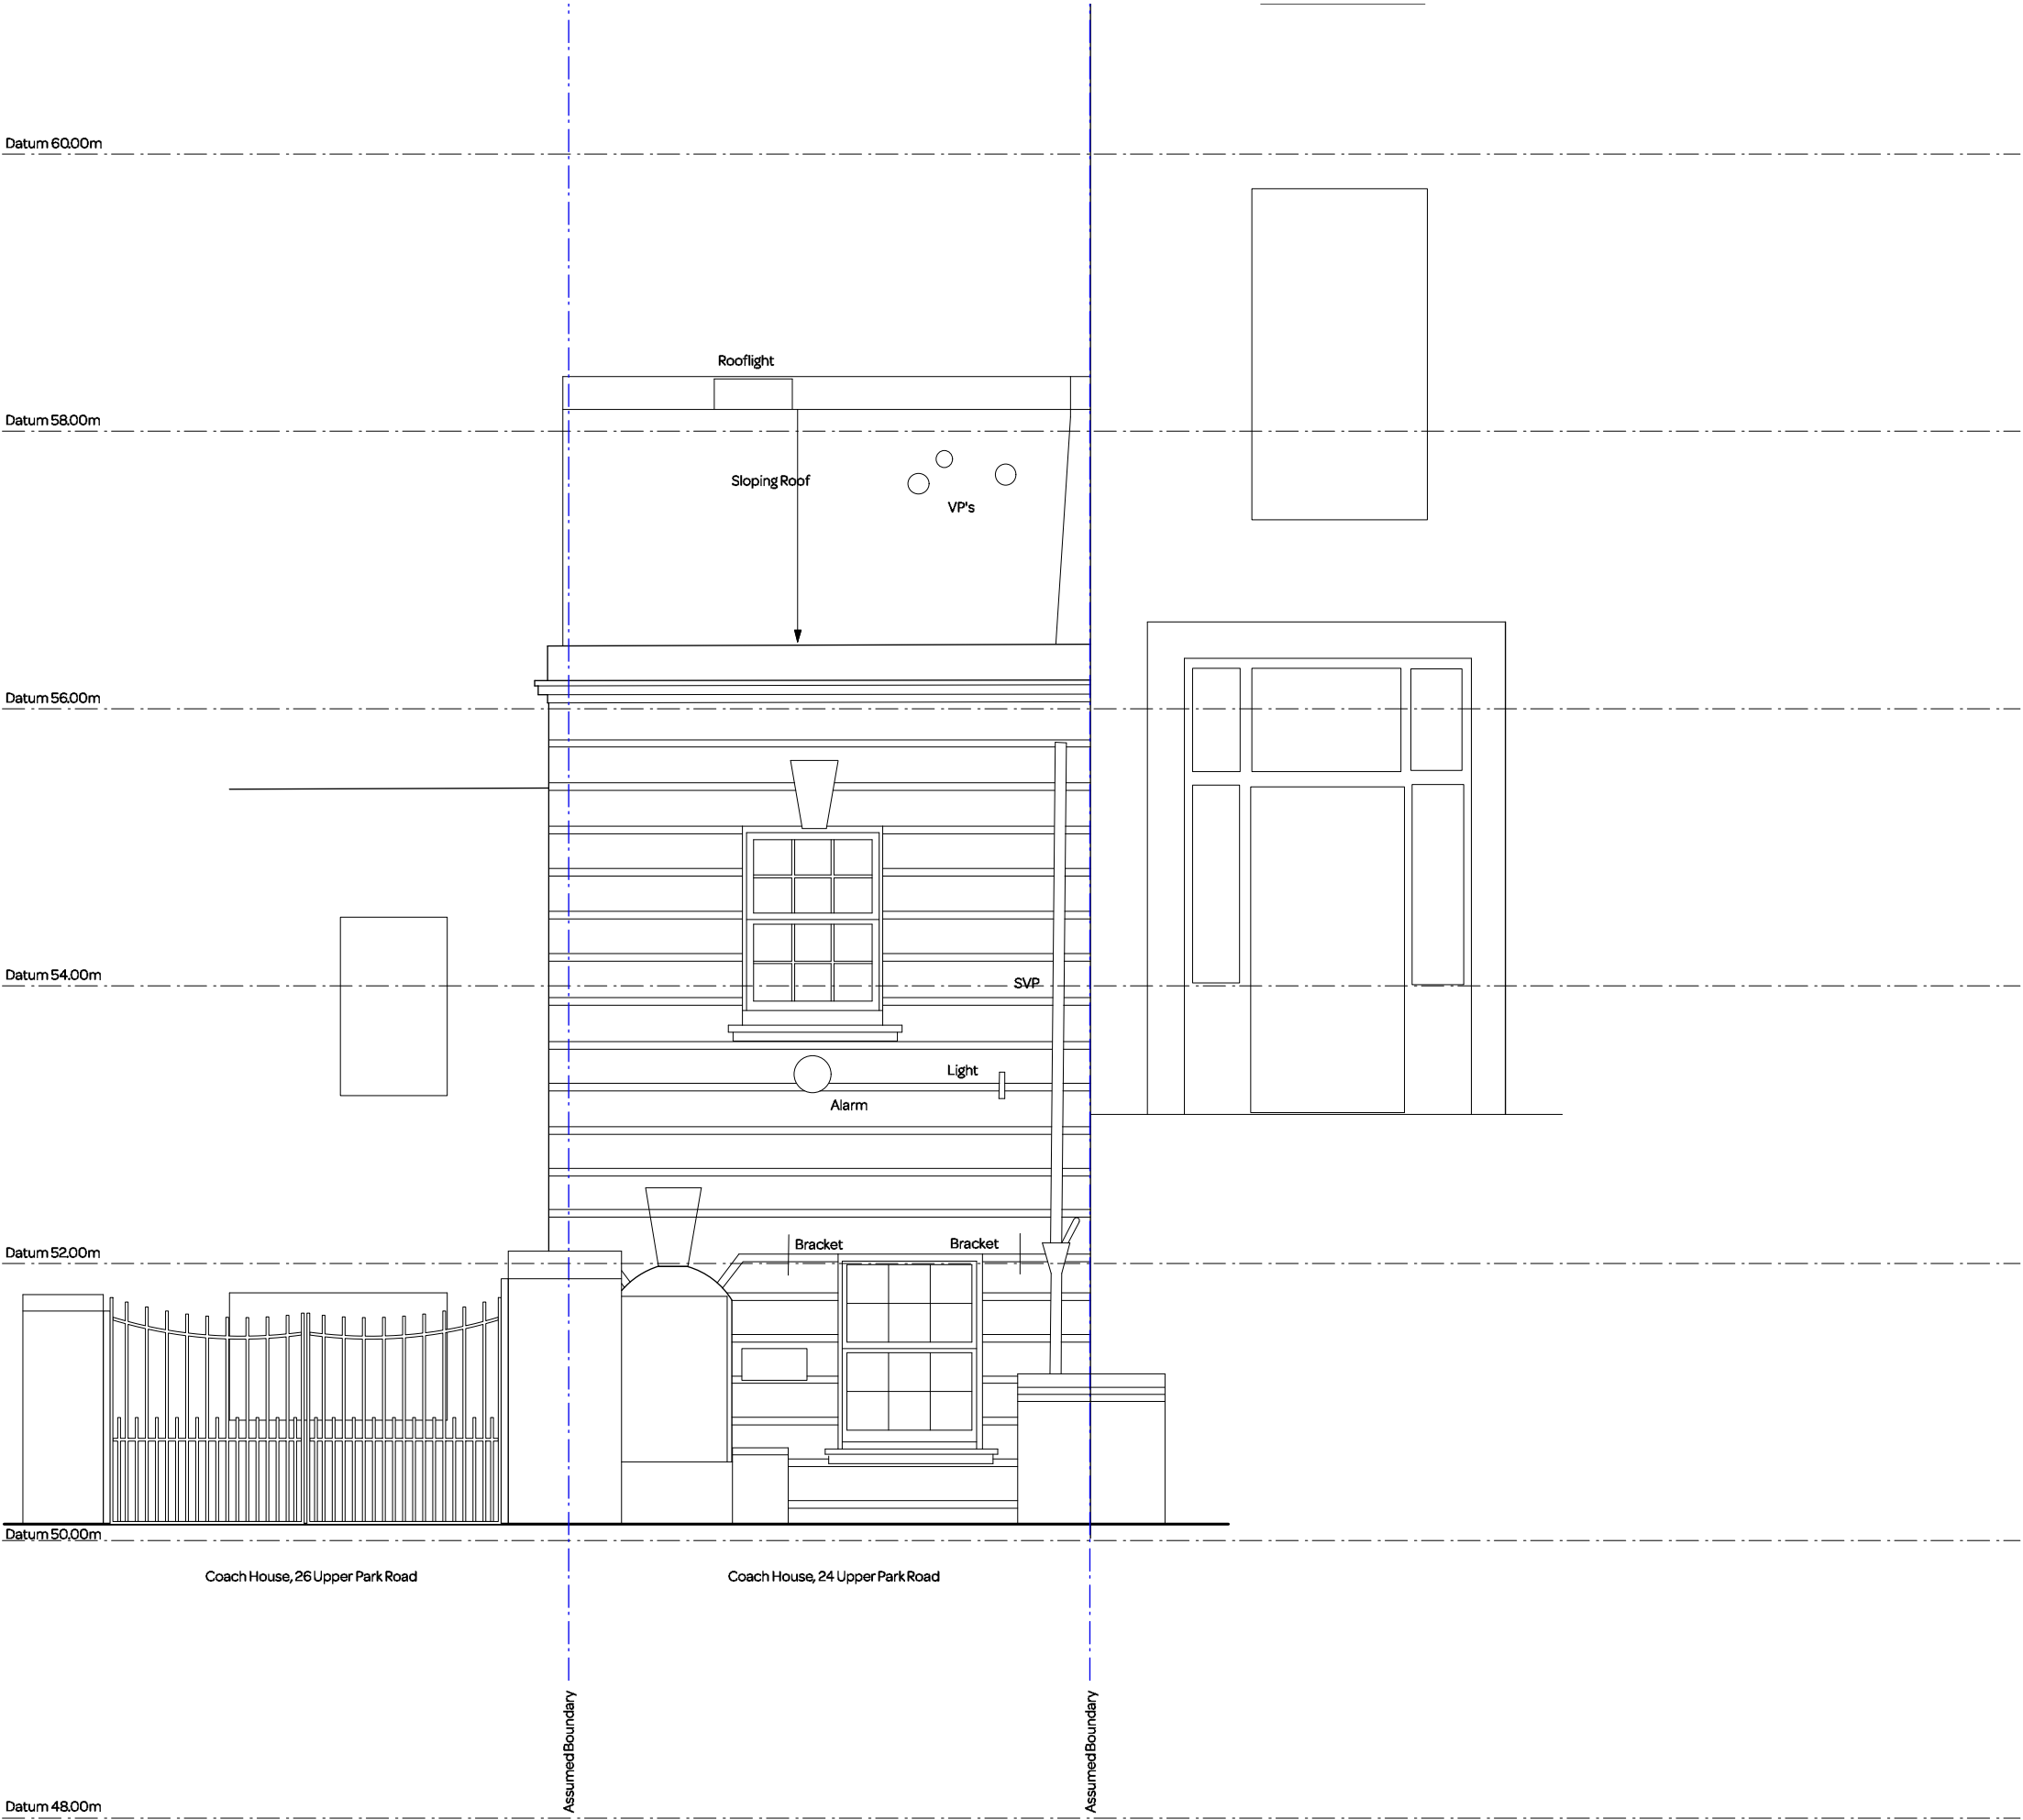 Datum 60.00m
Rooflight
Datum 58.00m
Sloping Roof
VP's
Datum 56.00m
Datum 54.00m
SVP
Light
Alarm
Datum 52.00m
Bracket
Bracket
Datum 50.00m
Coach House, 26 Upper Park Road
Coach House, 24 Upper Park Road
Assumed Boundary
Assumed Boundary
Datum 48.00m